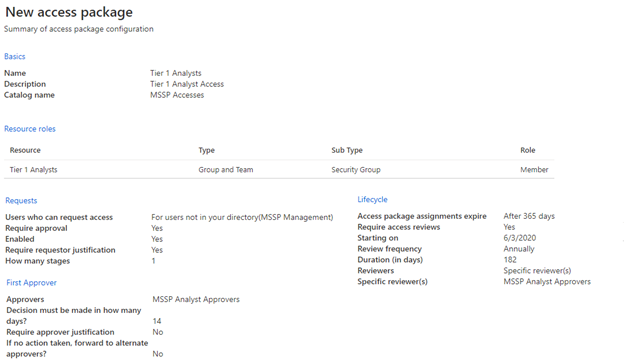 New access package
Summary of access package configuration
Basics
Name Tier 1 Analysts
Description Tier 1 Analyst Access
Catalog name MSSP Accesses
Resource roles
Resource Type Sub Type Role
Tier 1 Analysts Group and Team Security Group Member
Requests
Users who can request access For users not in your directory(MSSP Management)
Require approval Yes
Enabled Yes
Require requestor justification Yes
How many stages 1
First Approver
Approvers MSSP Analyst Approvers
Decision must be made in how many
days? 14
Require approver justification No
If no action taken, forward to alternate
approvers? No
Lifecycle
Access package assignments expire After 365 days
Require access reviews Yes
Starting on 6/3/2020
Review frequency Annually
Duration (in days) 182
Reviewers Specific reviewer(s)
Specific reviewer(s) MSSP Analyst Approvers